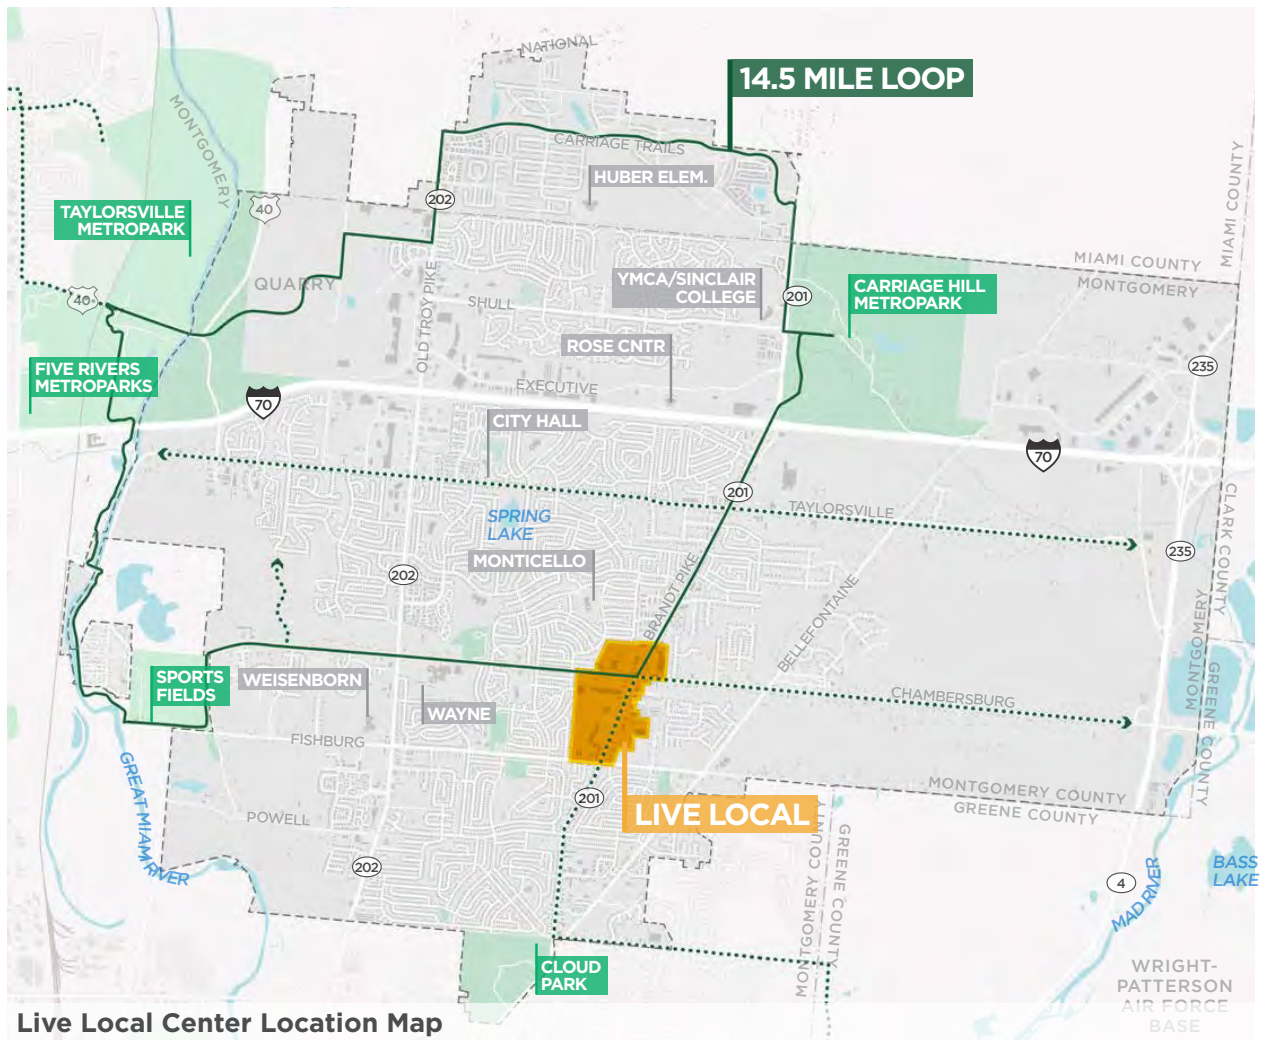 NATIONAL
14.5 MILE LOOP
MONTGOMERY
CARRIAGE TRAILS
HUBER ELEM.
MIAMI COUNTY
202
40
TAYLORSVILLE
METROPARK
MIAMI COUNTY
MONTGOMERY
QUARRY
YMCA/SINCLAIR
COLLEGE
201
CARRIAGE HILL
METROPARK
40
SHULL
OLD TROY PIKE
ROSE CNTR
235
FIVE RIVERS
METROPARKS
EXECUTIVE
70
CITY HALL
70
201
TAYLORSVILLE
SPRING
LAKE
CLARK COUNTY
235
MONTICELLO
202
BRANDT PIKE
BELLEFONTAINE
MONTGOMERY
GREENE COUNTY
SPORTS
FIELDS
WEISENBORN
WAYNE
CHAMBERSBURG
FISHBURG
GREAT MIAM RIVER
MONTGOMERY COUNTY
GREENE COUNTY
201
LIVE LOCAL
POWELL
202
MONTGOMERY COUNTY
GREENE COUNTY
4
MAD RIVER
BASS
LAKE
CLOUD
PARK
WRIGHT-
PATTERSON
AIR FORCE
BASE
Live Local Center Location Map